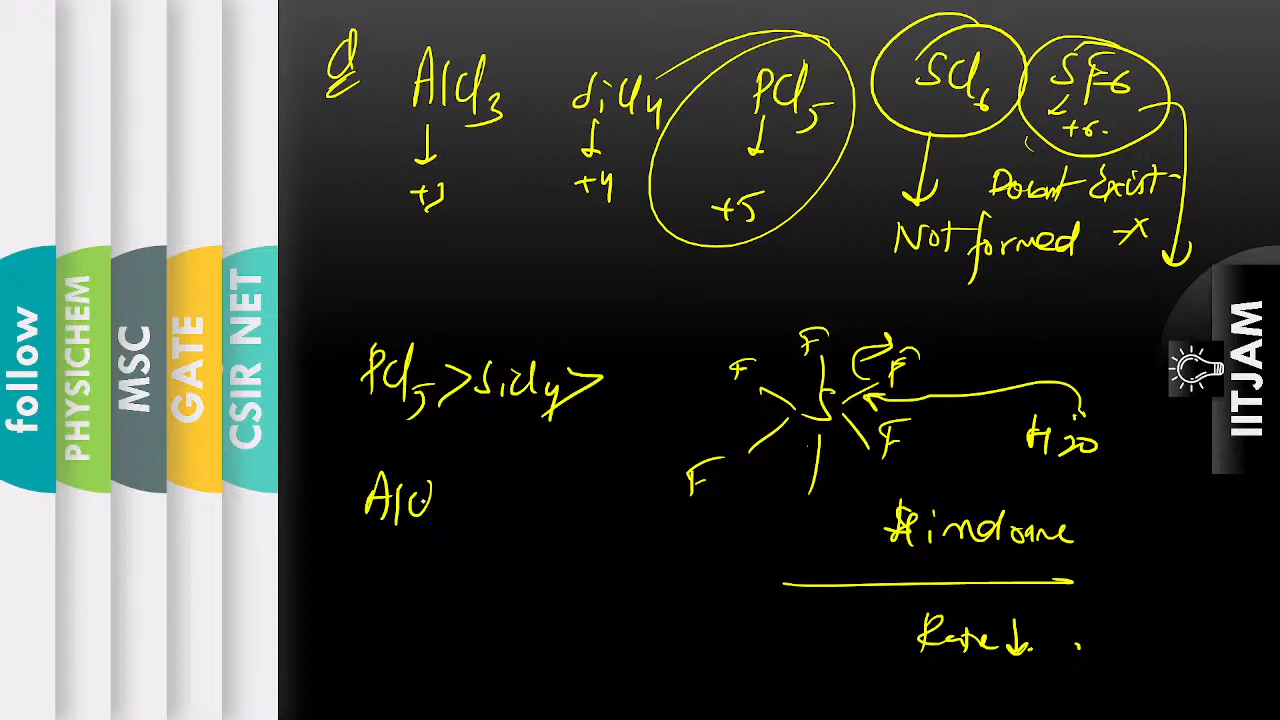 d AlCl3 SiCl4 PCl5 SCl6 SF6
+3 +4 +5 +6.
Doesnt Exist
Not formed X
PCl5 > SiCl4 >
AlCl
F F F
F F
S
H2O
Hindrance
Rate ↓.
follow
PHYSICHEM
MSC
GATE
CSIR NET
IITJAM